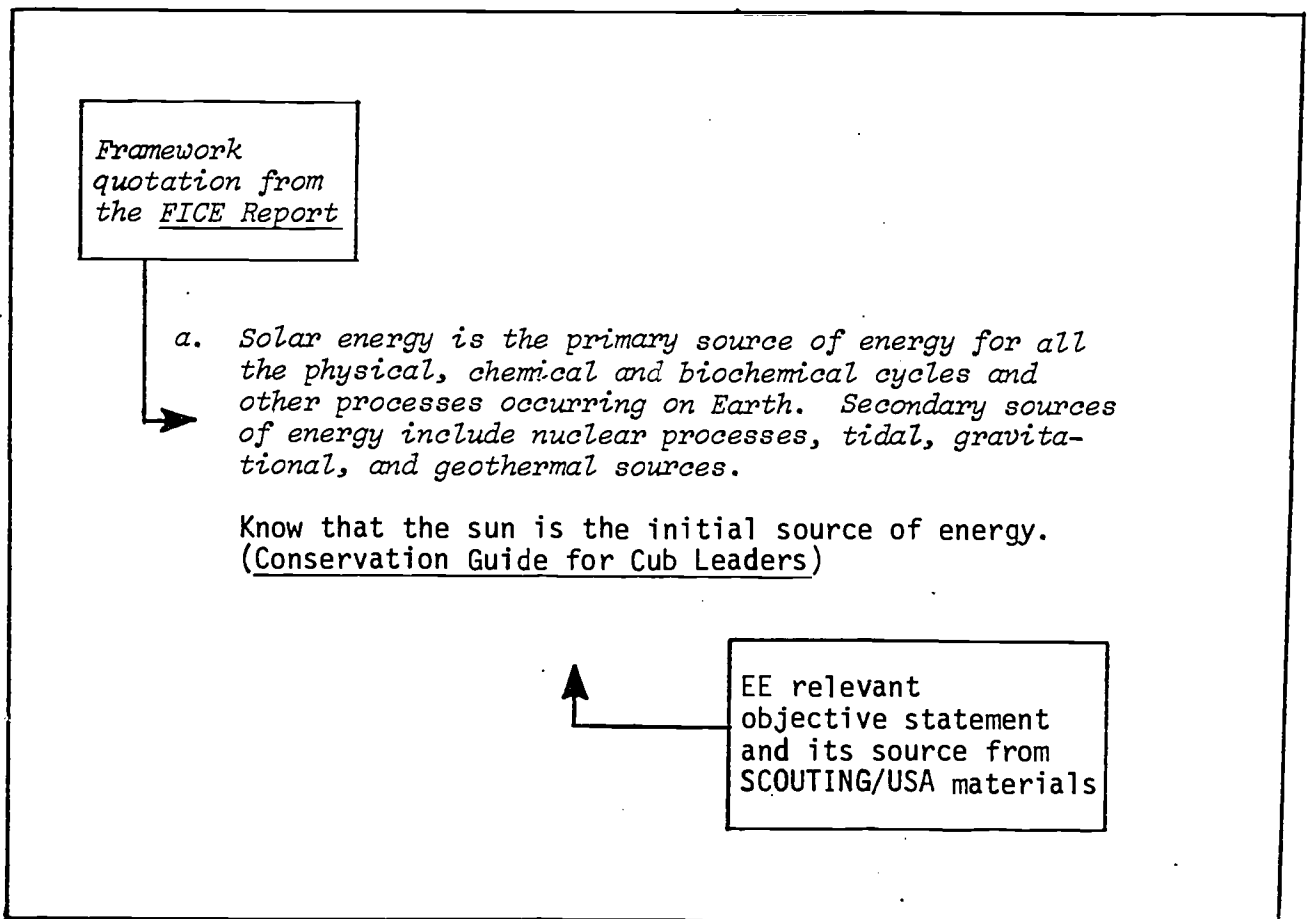 Framework
quotation from
the FICE Report
a. Solar energy is the primary source of energy for all
the physical, chemical and biochemical cycles and
other processes occurring on Earth. Secondary sources
of energy include nuclear processes, tidal, gravita-
tional, and geothermal sources.
Know that the sun is the initial source of energy.
(Conservation Guide for Cub Leaders)
EE relevant
objective statement
and its source from
SCOUTING/USA materials